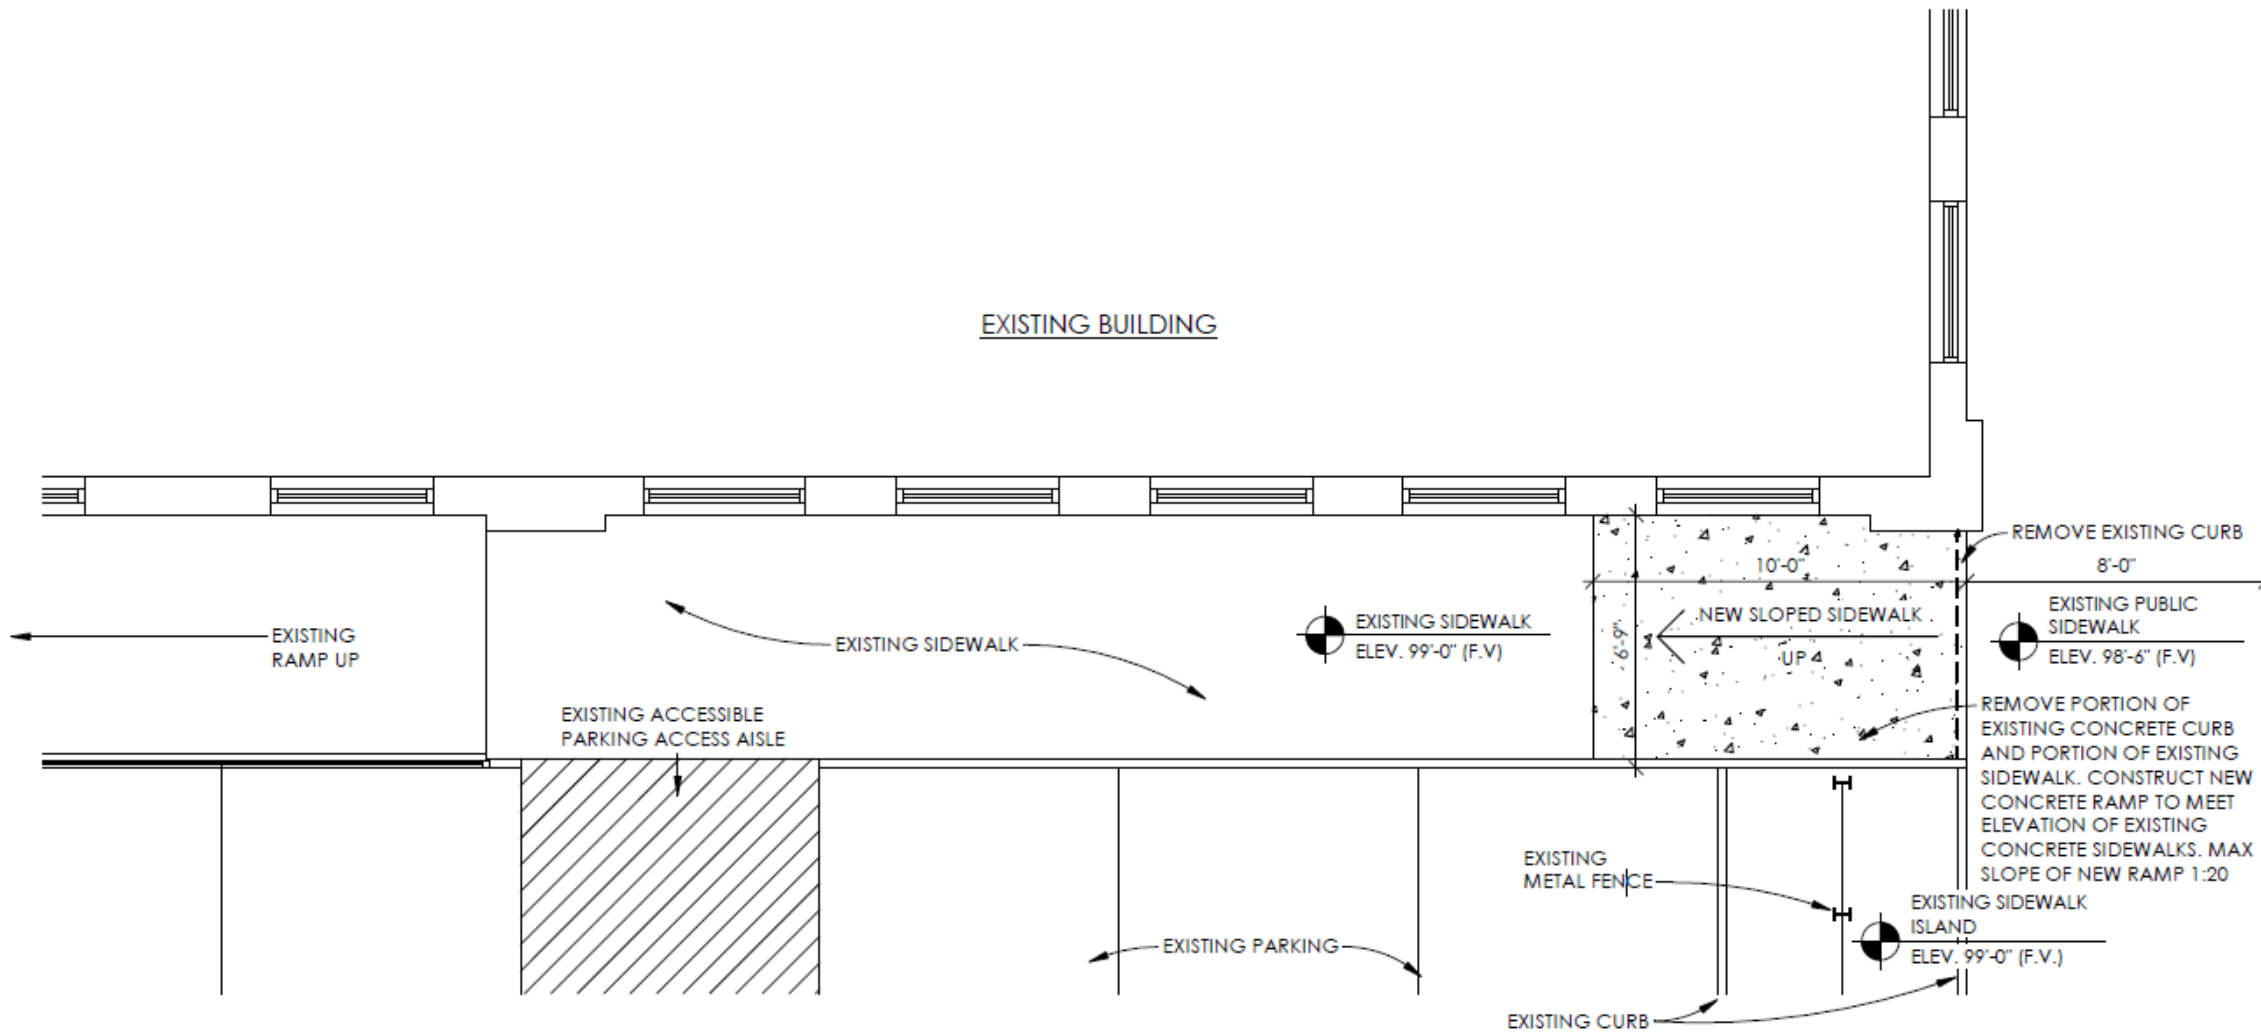 EXISTING BUILDING
REMOVE EXISTING CURB
10'-0"
8'-0"
EXISTING PUBLIC
SIDEWALK
ELEV. 98'-6" (F.V)
NEW SLOPED SIDEWALK
UP
6'-9"
EXISTING SIDEWALK
ELEV. 99'-0" (F.V)
EXISTING SIDEWALK
EXISTING
RAMP UP
EXISTING ACCESSIBLE
PARKING ACCESS AISLE
REMOVE PORTION OF
EXISTING CONCRETE CURB
AND PORTION OF EXISTING
SIDEWALK. CONSTRUCT NEW
CONCRETE RAMP TO MEET
ELEVATION OF EXISTING
CONCRETE SIDEWALKS. MAX
SLOPE OF NEW RAMP 1:20
EXISTING
METAL FENCE
EXISTING SIDEWALK
ISLAND
ELEV. 99'-0" (F.V.)
EXISTING PARKING
EXISTING CURB